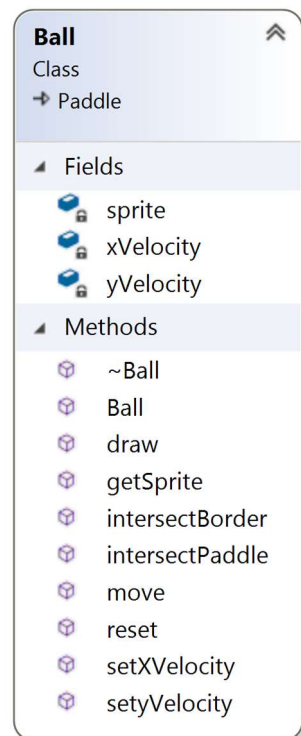 Ball
Class
Paddle
Fields
sprite
xVelocity
yVelocity
Methods
~Ball
Ball
draw
getSprite
intersectBorder
intersectPaddle
move
reset
setXVelocity
setyVelocity